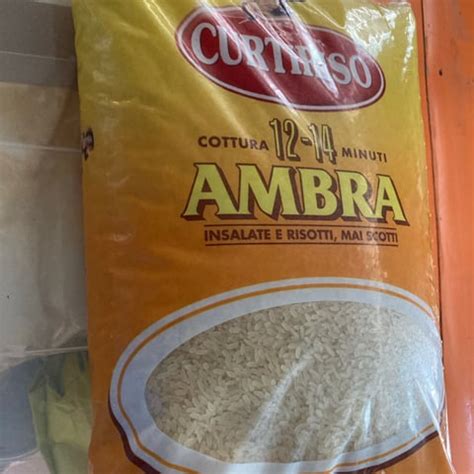 CURTIRISO
COTTURA 12-14 MINUTI
AMBRA
INSALATE E RISOTTI, MAI SCOTTI